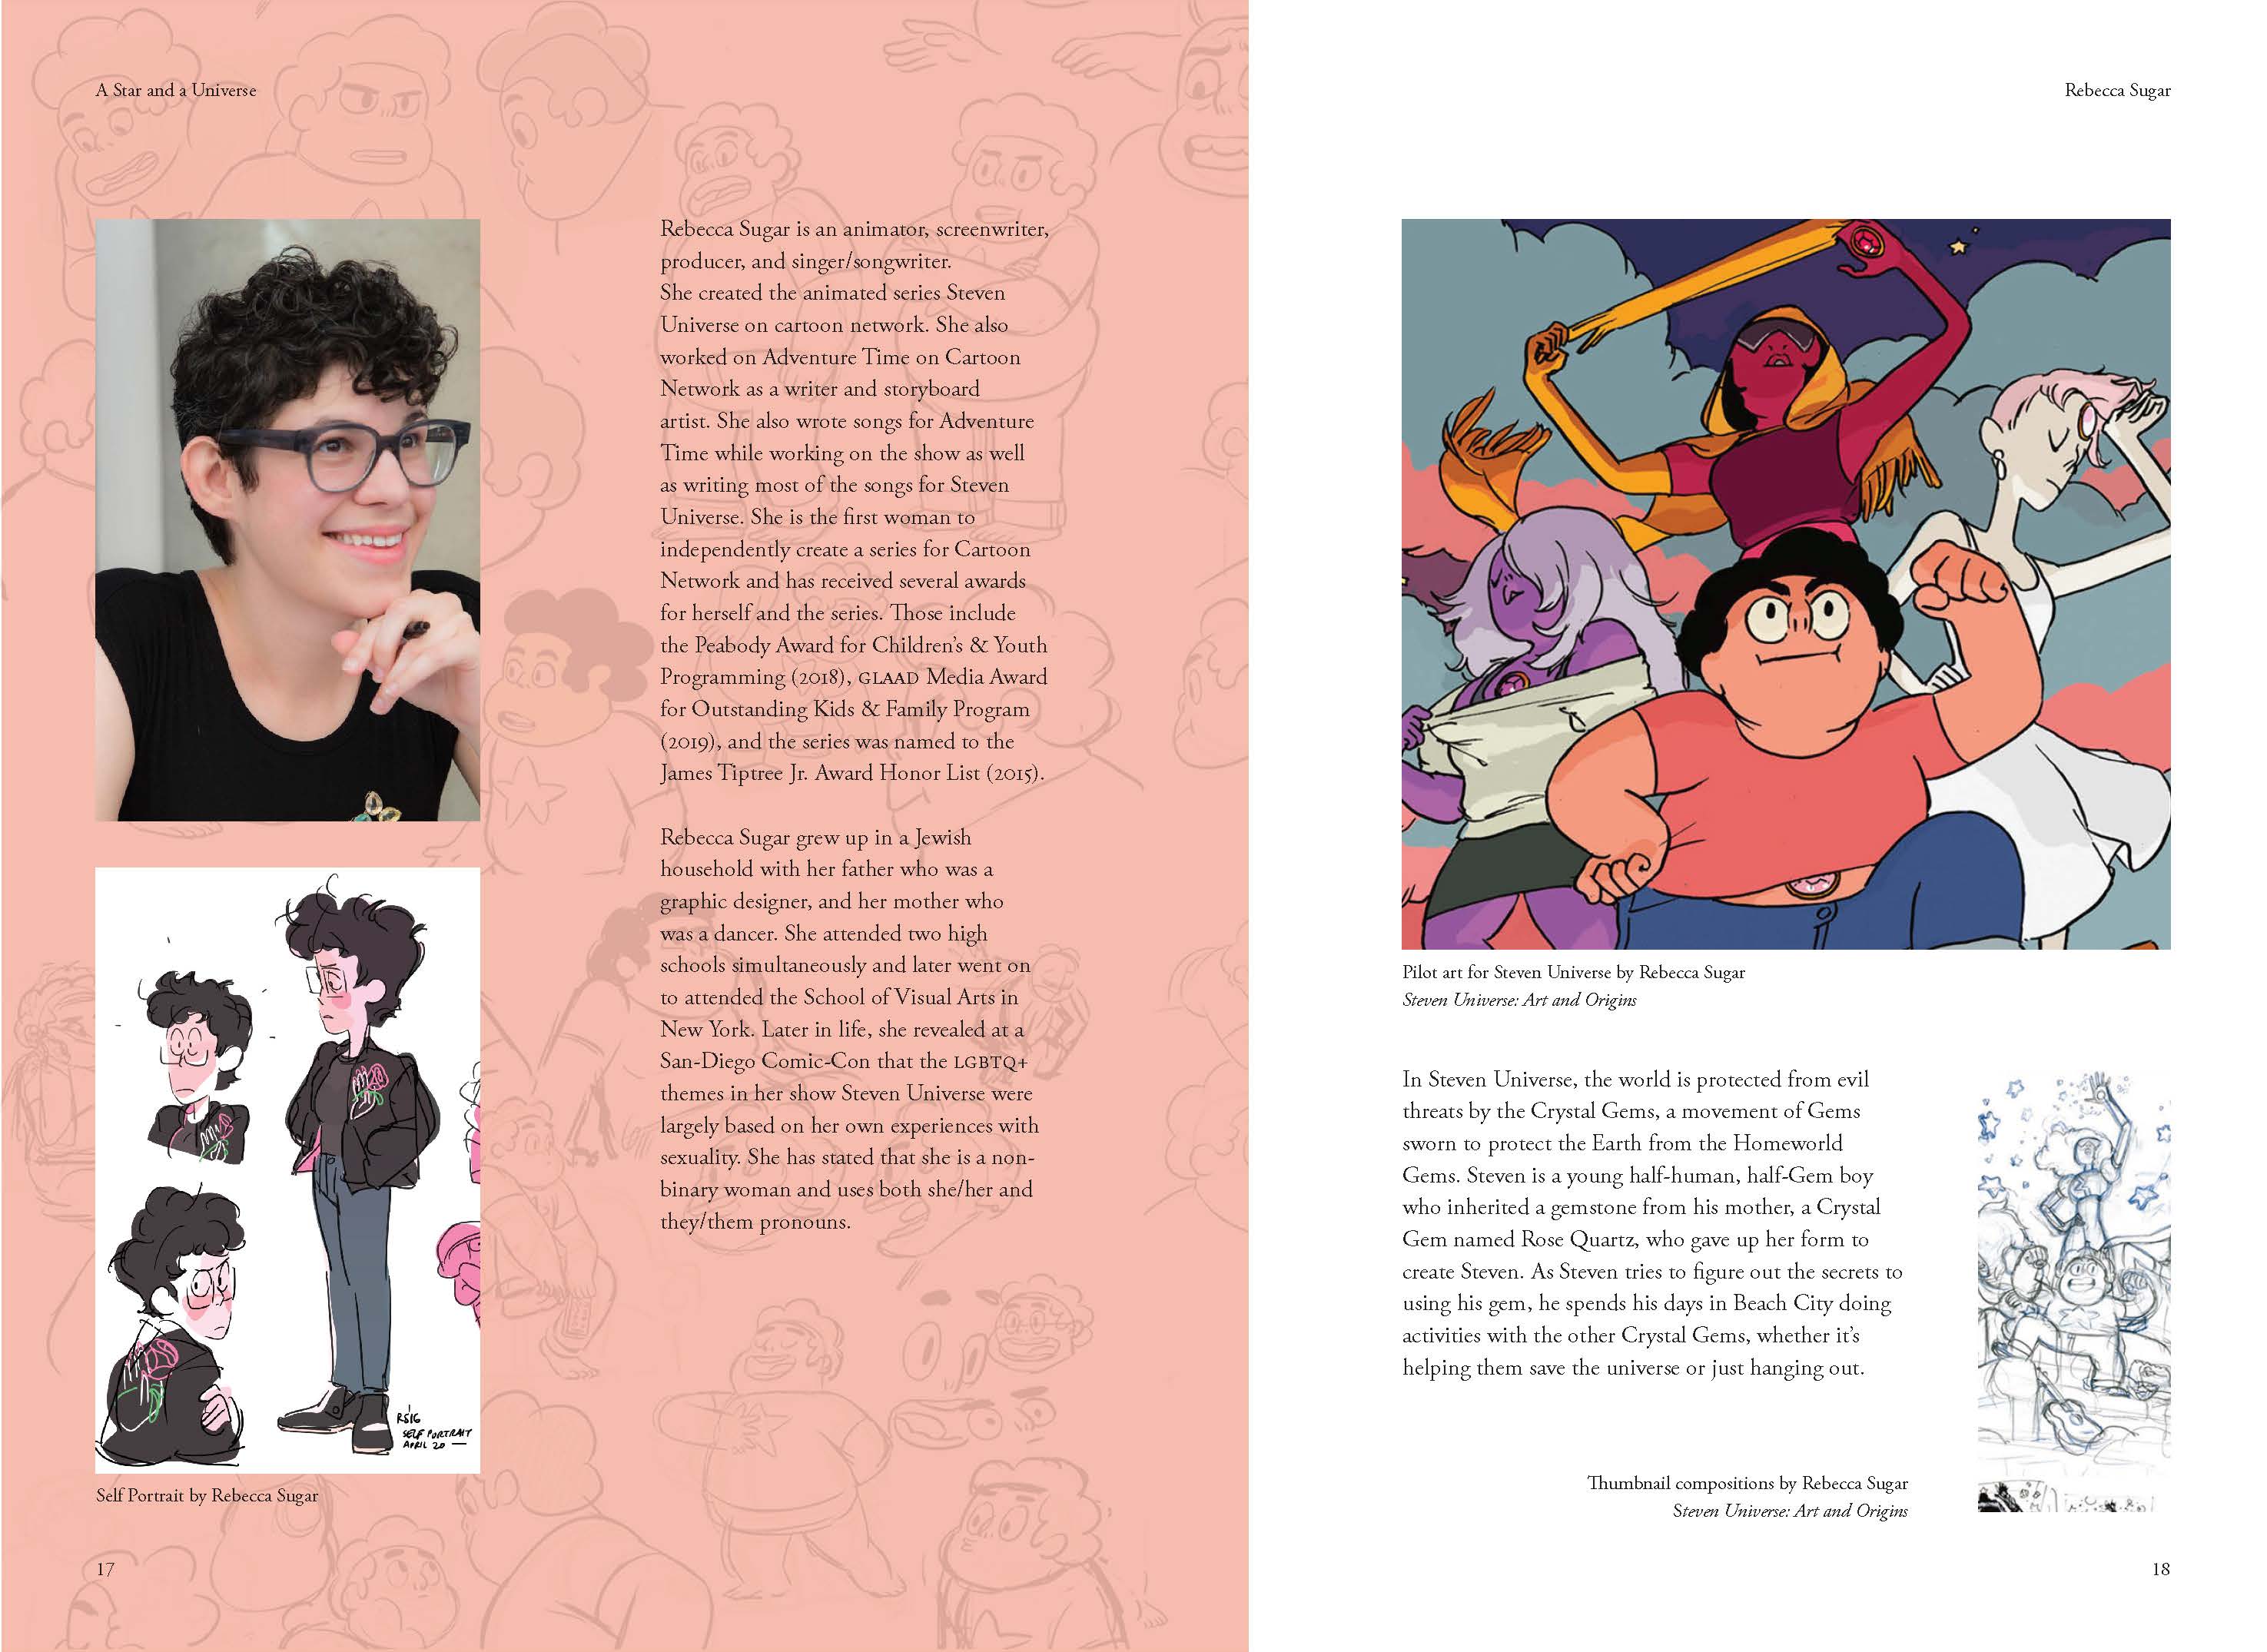 A Star and a Universe
Rebecca Sugar is an animator, screenwriter,
producer, and singer/songwriter.
She created the animated series Steven
Universe on cartoon network. She also
worked on Adventure Time on Cartoon
Network as a writer and storyboard
artist. She also wrote songs for Adventure
Time while working on the show as well
as writing most of the songs for Steven
Universe. She is the first woman to
independently create a series for Cartoon
Network and has received several awards
for herself and the series. Those include
the Peabody Award for Children’s & Youth
Programming (2018), GLAAD Media Award
for Outstanding Kids & Family Program
(2019), and the series was named to the
James Tiptree Jr. Award Honor List (2015).
Rebecca Sugar grew up in a Jewish
household with her father who was a
graphic designer, and her mother who
was a dancer. She attended two high
schools simultaneously and later went on
to attended the School of Visual Arts in
New York. Later in life, she revealed at a
San-Diego Comic-Con that the LGBTQ+
themes in her show Steven Universe were
largely based on her own experiences with
sexuality. She has stated that she is a non-
binary woman and uses both she/her and
they/them pronouns.
RS16
SELF PORTRAIT
APRIL 20 —
Self Portrait by Rebecca Sugar
17
Rebecca Sugar
Pilot art for Steven Universe by Rebecca Sugar
Steven Universe: Art and Origins
In Steven Universe, the world is protected from evil
threats by the Crystal Gems, a movement of Gems
sworn to protect the Earth from the Homeworld
Gems. Steven is a young half-human, half-Gem boy
who inherited a gemstone from his mother, a Crystal
Gem named Rose Quartz, who gave up her form to
create Steven. As Steven tries to figure out the secrets to
using his gem, he spends his days in Beach City doing
activities with the other Crystal Gems, whether it’s
helping them save the universe or just hanging out.
Thumbnail compositions by Rebecca Sugar
Steven Universe: Art and Origins
18